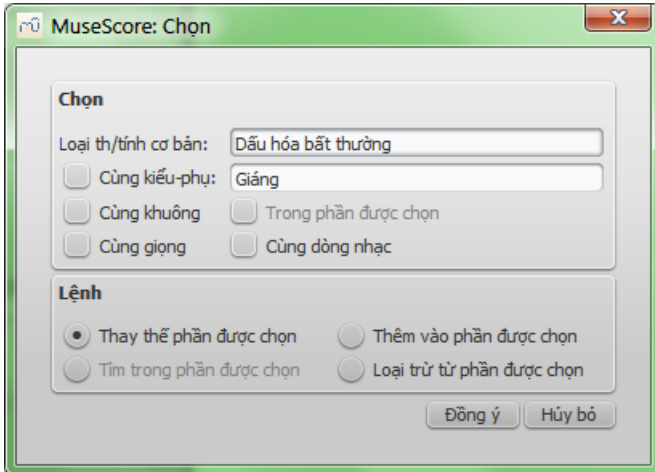 MuseScore: Chọn
Chọn
Loại th/tính cơ bản: Dấu hóa bất thường
Cùng kiểu-phụ: Giáng
Cùng khuông Trong phần được chọn
Cùng giọng Cùng dòng nhạc
Lệnh
Thay thế phần được chọn Thêm vào phần được chọn
Tìm trong phần được chọn Loại trừ từ phần được chọn
Đồng ý Hủy bỏ